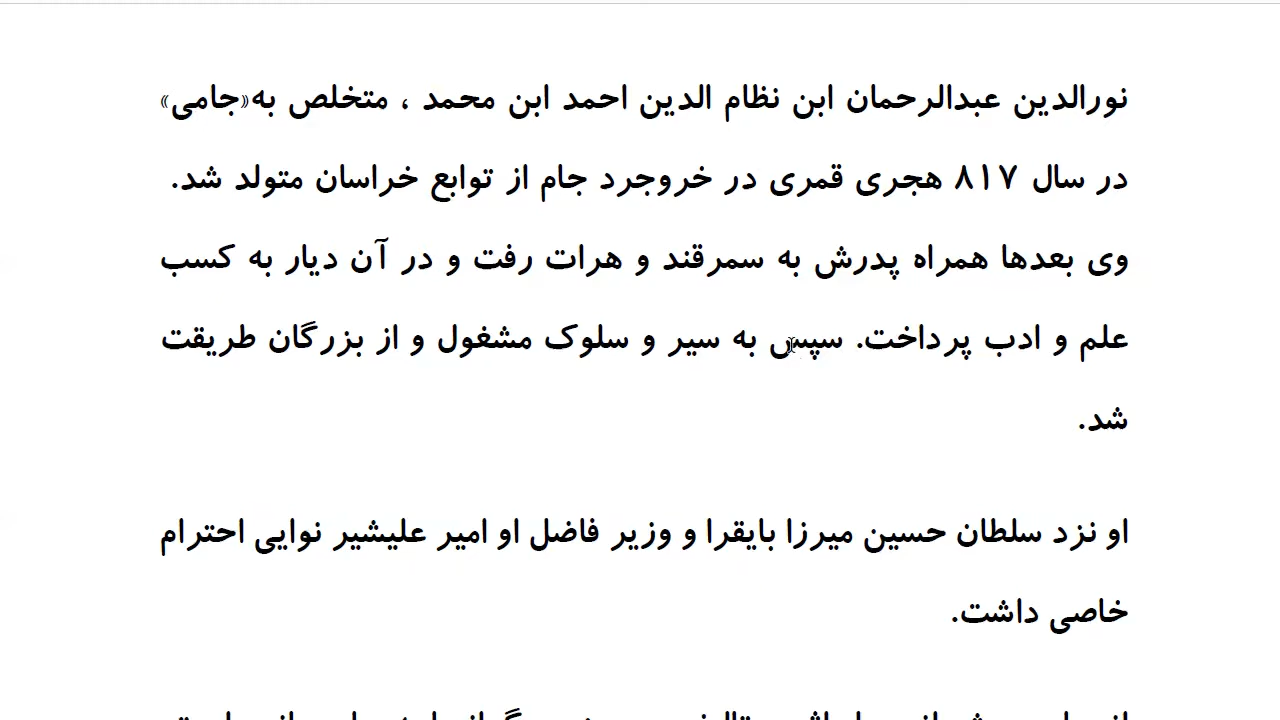 نورالدین عبدالرحمان ابن نظام الدین احمد ابن محمد ، متخلص به«جامی»
در سال ۸۱۷ هجری قمری در خروجرد جام از توابع خراسان متولد شد.
وی بعدها همراه پدرش به سمرقند و هرات رفت و در آن دیار به کسب
علم و ادب پرداخت. سپس به سیر و سلوک مشغول و از بزرگان طریقت
شد.
او نزد سلطان حسین میرزا بایقرا و وزیر فاضل او امیر علیشیر نوایی احترام
خاصی داشت.